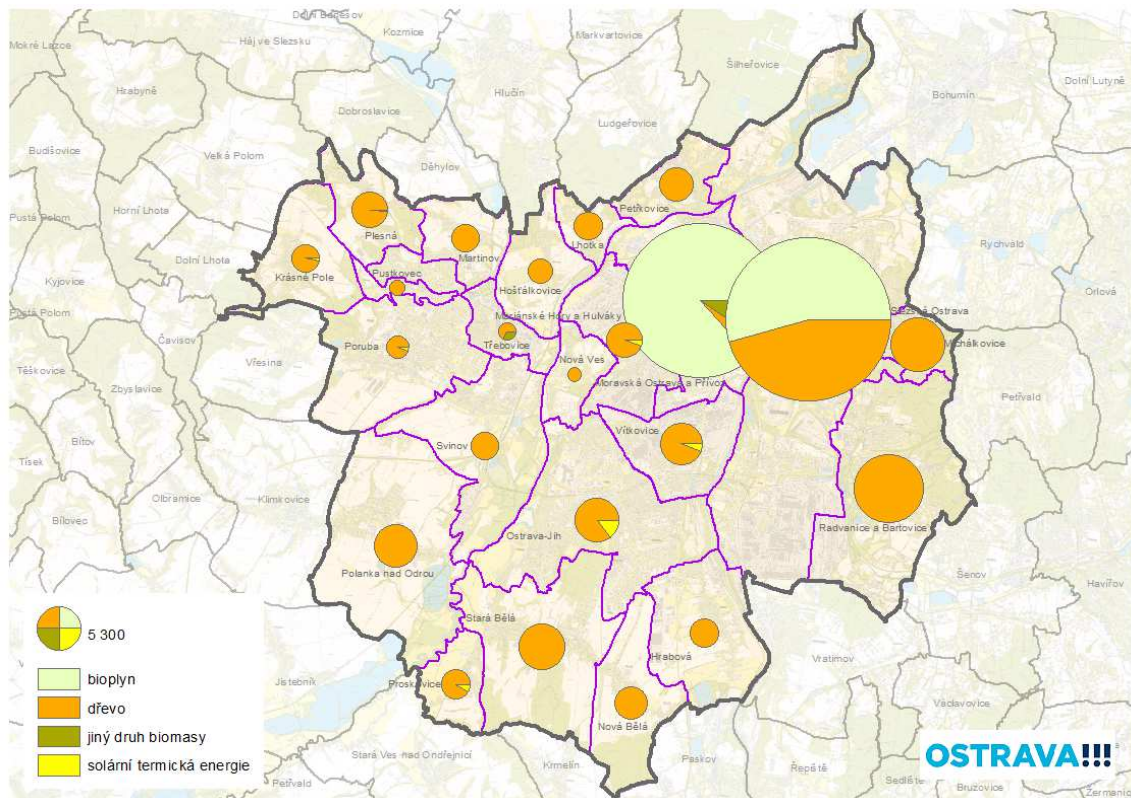 Dolní Benešov
Kozmice
Markvartovice
Mokré Lazce
Háj ve Slezsku
Šilheřovice
Dolní Lutyně
Hrabyně
Hlučín
Bohumín
Dobroslavice
Ludgeřovice
Budišovice
Velká Polom
Děhylov
Petřkovice
Pustá Polom
Horní Lhota
Plesná
Lhotka
Martinov
Rychvald
Dolní Lhota
Krásné Pole
Pustkovec
Hošťálkovice
Kyjovice
Orlová
Pustá Polom
Mariánské Hory a Hulváky
Slezská Ostrava
Čavisov
Třebovice
Michálkovice
Poruba
Nová Ves
Vřesina
Těškovice
Zbyslavice
Moravská Ostrava a Přívoz
Petřvald
Bítov
Vítkovice
Svinov
Tísek
Olbramice
Klimkovice
Bílovec
Radvanice a Bartovice
Ostrava-Jih
Polanka nad Odrou
Šenov
Havířov
Stará Bělá
5 300
Hrabová
Vratimov
bioplyn
Jistebník
Proskovice
dřevo
Václavovice
Nová Bělá
jiný druh biomasy
OSTRAVA!!!
Stará Ves nad Ondřejnicí
Krmelín
Paskov
Řepiště
solární termická energie
Sedliště
Petřvald
Bruzovice
Žermanice